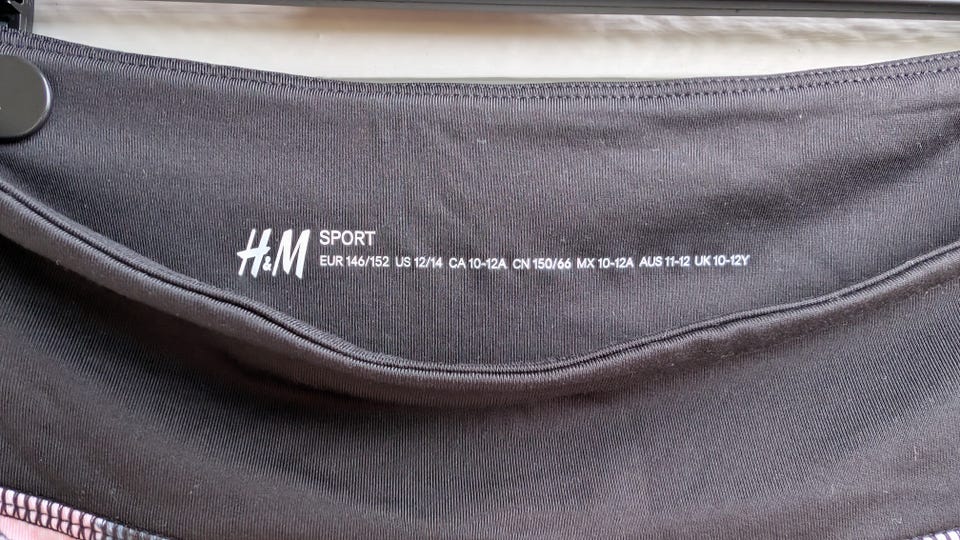 H&M SPORT
EUR 146/152 US 12/14 CA 10-12A CN 150/66 MX 10-12A AUS 11-12 UK 10-12Y